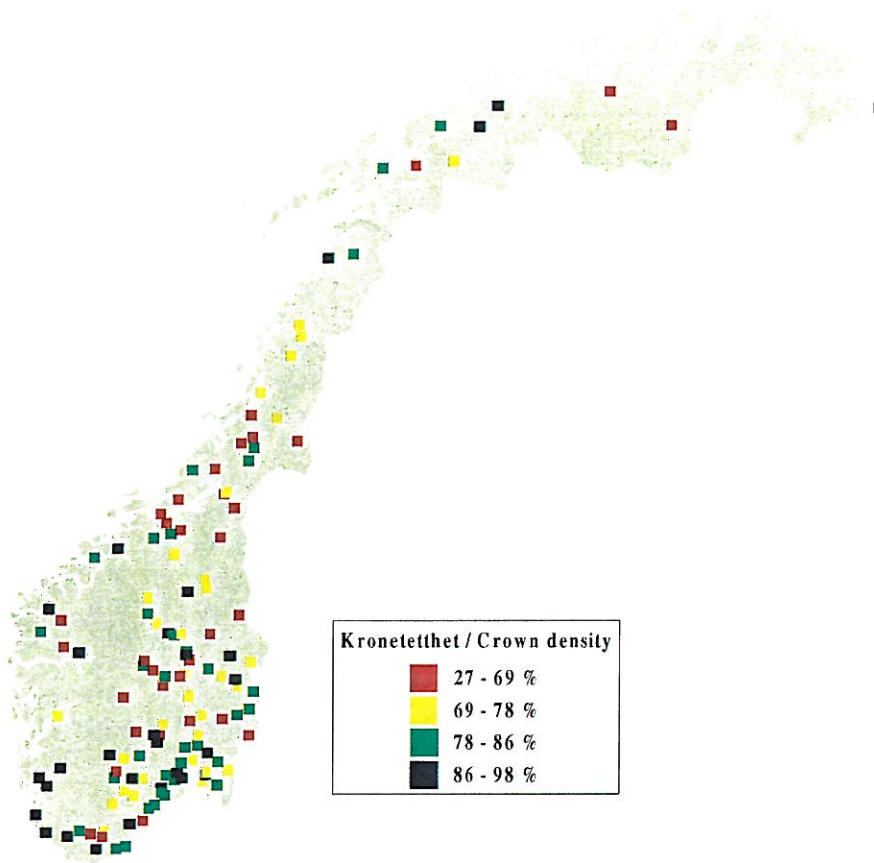 Kronetetthet / Crown density
27 - 69 %
69 - 78 %
78 - 86 %
86 - 98 %